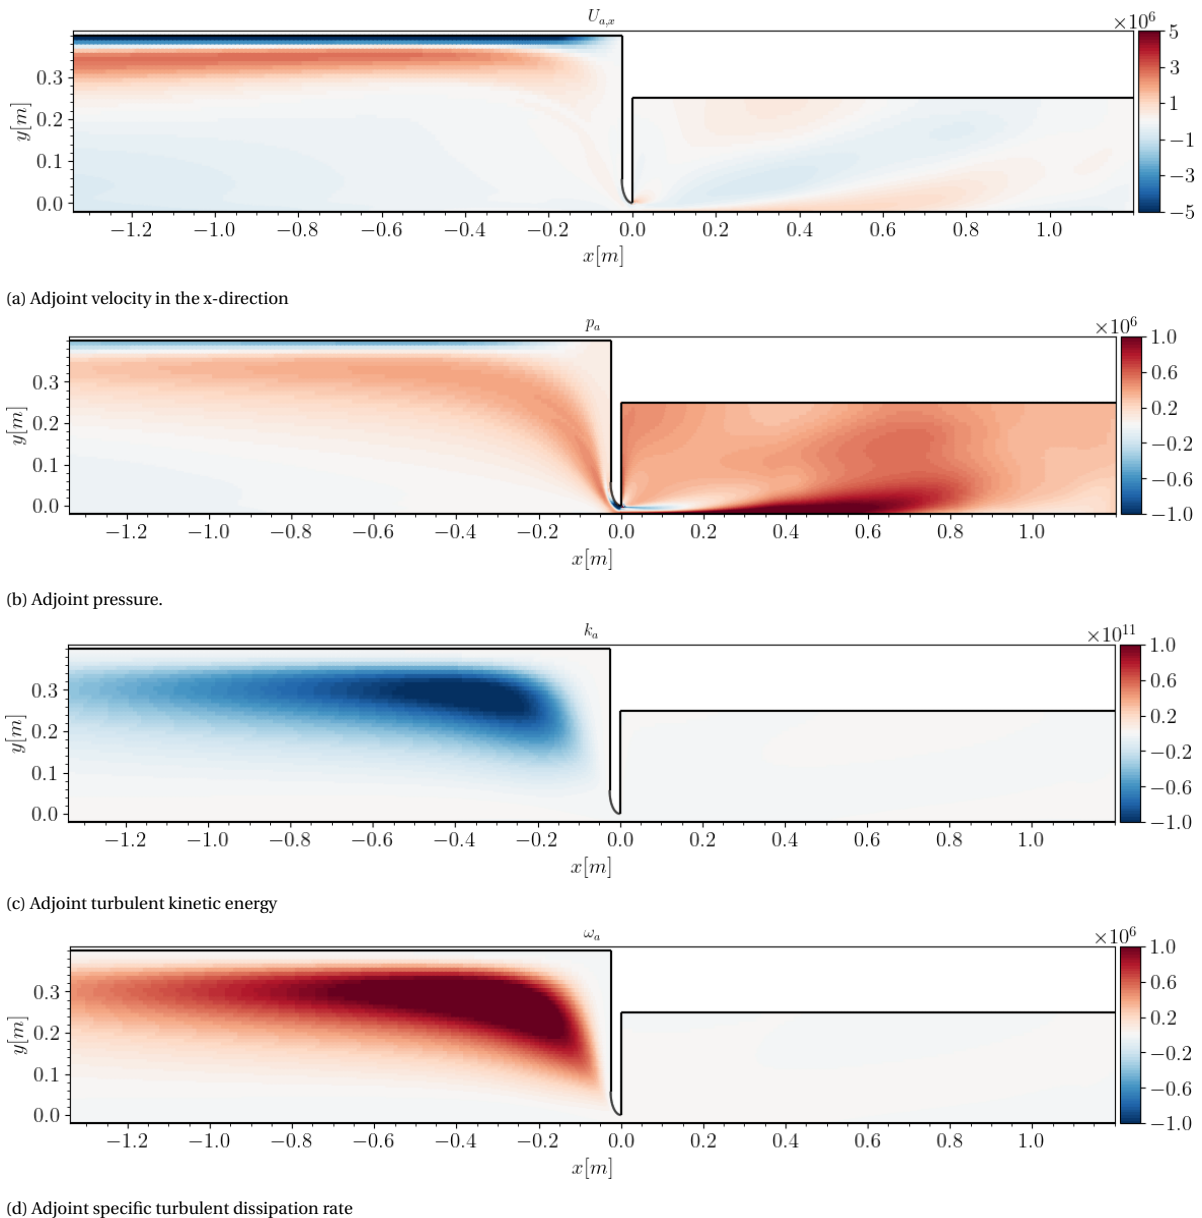 U_{a,x}
×10^6
5
3
1
−1
−3
−5
0.3
0.2
0.1
0.0
y[m]
−1.2 −1.0 −0.8 −0.6 −0.4 −0.2 0.0 0.2 0.4 0.6 0.8 1.0
x[m]
(a) Adjoint velocity in the x-direction
p_a
×10^6
1.0
0.6
0.2
−0.2
−0.6
−1.0
0.3
0.2
0.1
0.0
y[m]
−1.2 −1.0 −0.8 −0.6 −0.4 −0.2 0.0 0.2 0.4 0.6 0.8 1.0
x[m]
(b) Adjoint pressure.
k_a
×10^11
1.0
0.6
0.2
−0.2
−0.6
−1.0
0.3
0.2
0.1
0.0
y[m]
−1.2 −1.0 −0.8 −0.6 −0.4 −0.2 0.0 0.2 0.4 0.6 0.8 1.0
x[m]
(c) Adjoint turbulent kinetic energy
ω_a
×10^6
1.0
0.6
0.2
−0.2
−0.6
−1.0
0.3
0.2
0.1
0.0
y[m]
−1.2 −1.0 −0.8 −0.6 −0.4 −0.2 0.0 0.2 0.4 0.6 0.8 1.0
x[m]
(d) Adjoint specific turbulent dissipation rate